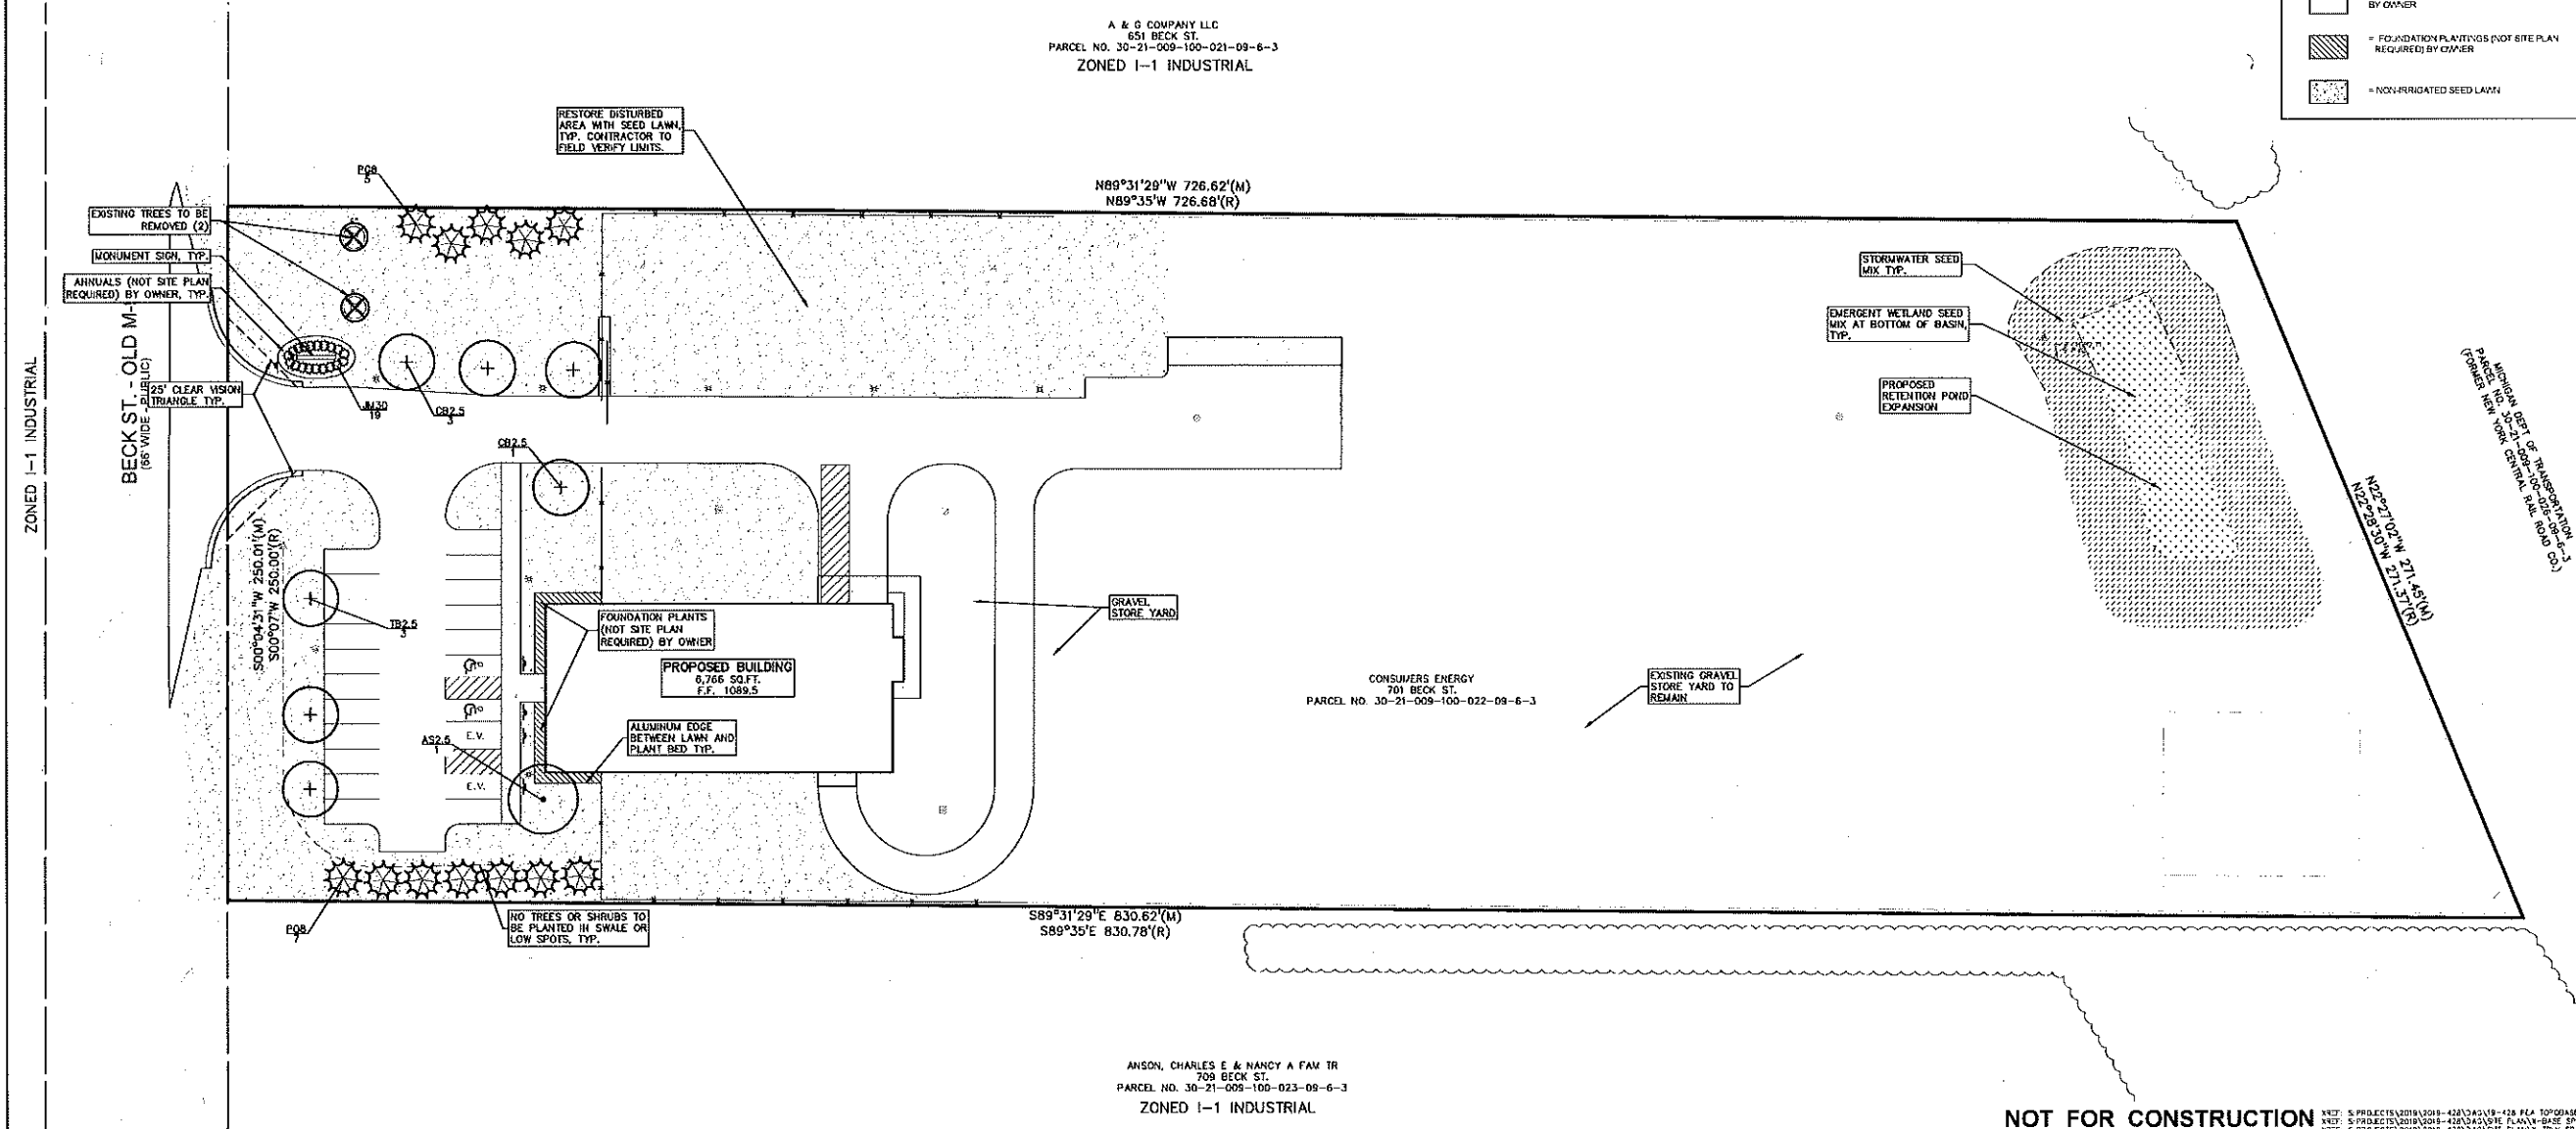 A & G COMPANY LLC
651 BECK ST.
PARCEL NO. 30-21-009-100-021-09-6-3
ZONED I-1 INDUSTRIAL
BY OWNER
= FOUNDATION PLANTINGS (NOT SITE PLAN
REQUIRED) BY OWNER
= NON-IRRIGATED SEED LAWN
RESTORE DISTURBED
AREA WITH SEED LAWN,
TYP. CONTRACTOR TO
FIELD VERIFY LIMITS.
N89°31'29"W 726.62'(M)
N89°35'W 726.68'(R)
5
EXISTING TREES TO BE
REMOVED (2)
MONUMENT SIGN, TYP.
ANNUALS (NOT SITE PLAN
REQUIRED) BY OWNER, TYP.
25' CLEAR VISION
TRIANGLE TYP.
BECK ST. - OLD M-
(66' WIDE - PUBLIC)
ZONED I-1 INDUSTRIAL
JM30
19
CB2.5
3
CB2.5
1
STORMWATER SEED
MIX TYP.
EMERGENT WETLAND SEED
MIX AT BOTTOM OF BASIN,
TYP.
PROPOSED
RETENTION POND
EXPANSION
MICHIGAN DEPT OF TRANSPORTATION
PARCEL NO. 30-21-009-100-026-09-6-3
(FORMER NEW YORK CENTRAL RAIL ROAD CO.)
N22°27'02"W 271.45'(M)
N22°28'30"W 271.37'(R)
S00°04'31"W 250.01'(M)
S00°07'W 250.00'(R)
TB2.5
3
FOUNDATION PLANTS
(NOT SITE PLAN
REQUIRED) BY OWNER
PROPOSED BUILDING
6,766 SQ.FT.
F.F. 1089.5
GRAVEL
STORE YARD
CONSUMERS ENERGY
701 BECK ST.
PARCEL NO. 30-21-009-100-022-09-6-3
EXISTING GRAVEL
STORE YARD TO
REMAIN
E.V.
E.V.
AS2.5
1
ALUMINUM EDGE
BETWEEN LAWN AND
PLANT BED TYP.
7
NO TREES OR SHRUBS TO
BE PLANTED IN SWALE OR
LOW SPOTS, TYP.
S89°31'29"E 830.62'(M)
S89°35'E 830.78'(R)
ANSON, CHARLES E & NANCY A FAM TR
709 BECK ST.
PARCEL NO. 30-21-009-100-023-09-6-3
ZONED I-1 INDUSTRIAL
NOT FOR CONSTRUCTION